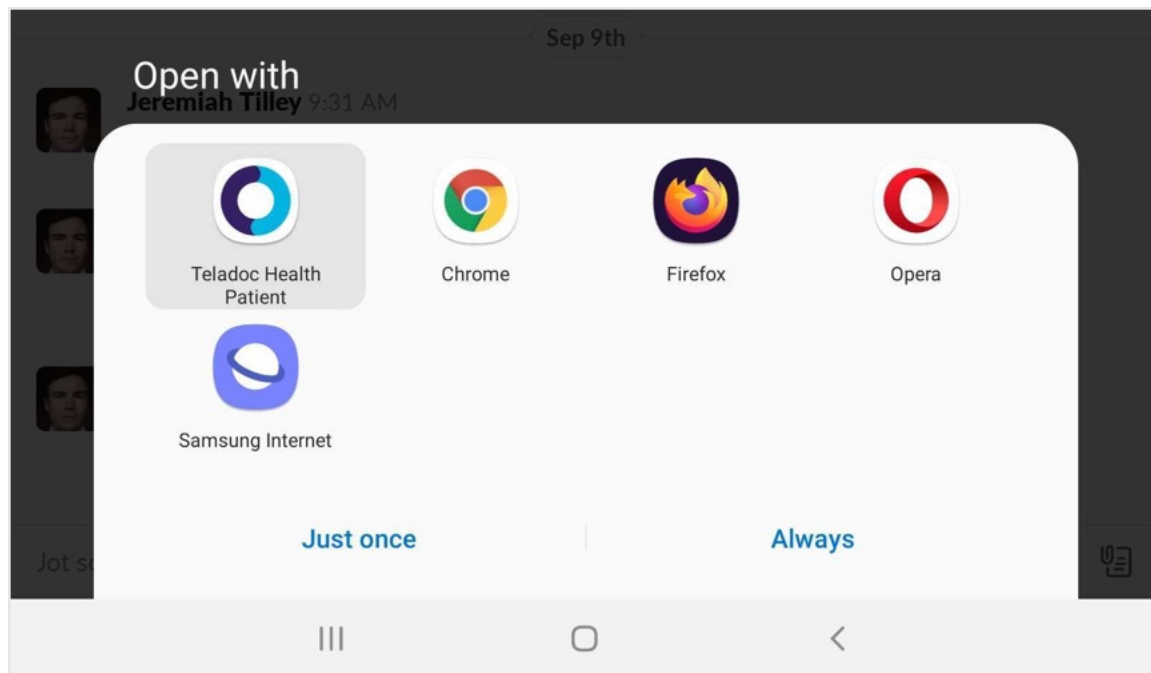 Sep 9th
Open with
Jeremiah Tilley 9:31 AM
Teladoc Health
Patient
Chrome
Firefox
Opera
Samsung Internet
Just once
Always
Jot